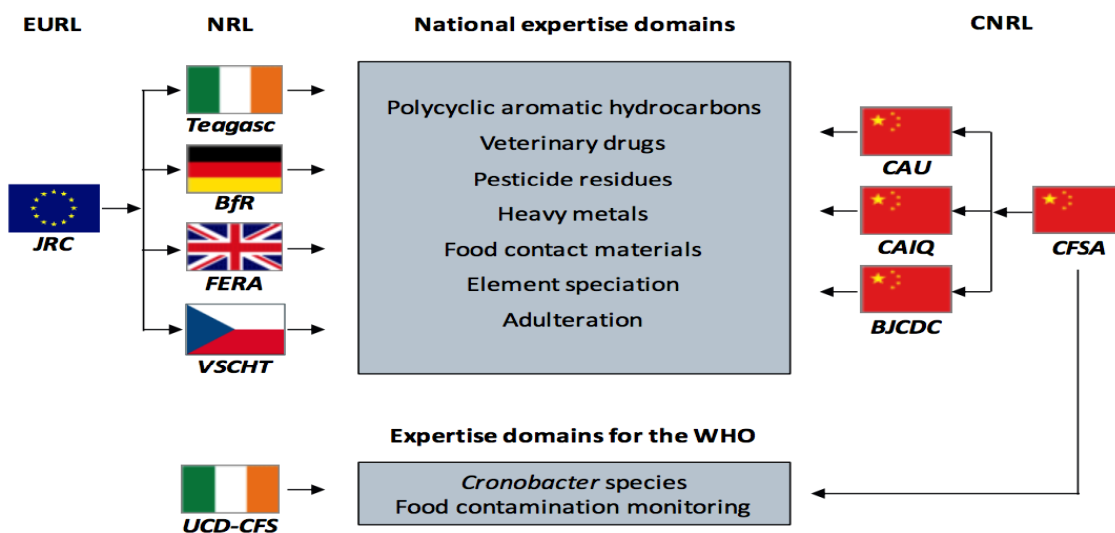 EURL NRL National expertise domains CNRL
Teagasc
BfR
FERA
VSCHT
JRC
Polycyclic aromatic hydrocarbons
Veterinary drugs
Pesticide residues
Heavy metals
Food contact materials
Element speciation
Adulteration
CAU
CAIQ
BJCDC
CFSA
Expertise domains for the WHO
UCD-CFS
Cronobacter species
Food contamination monitoring